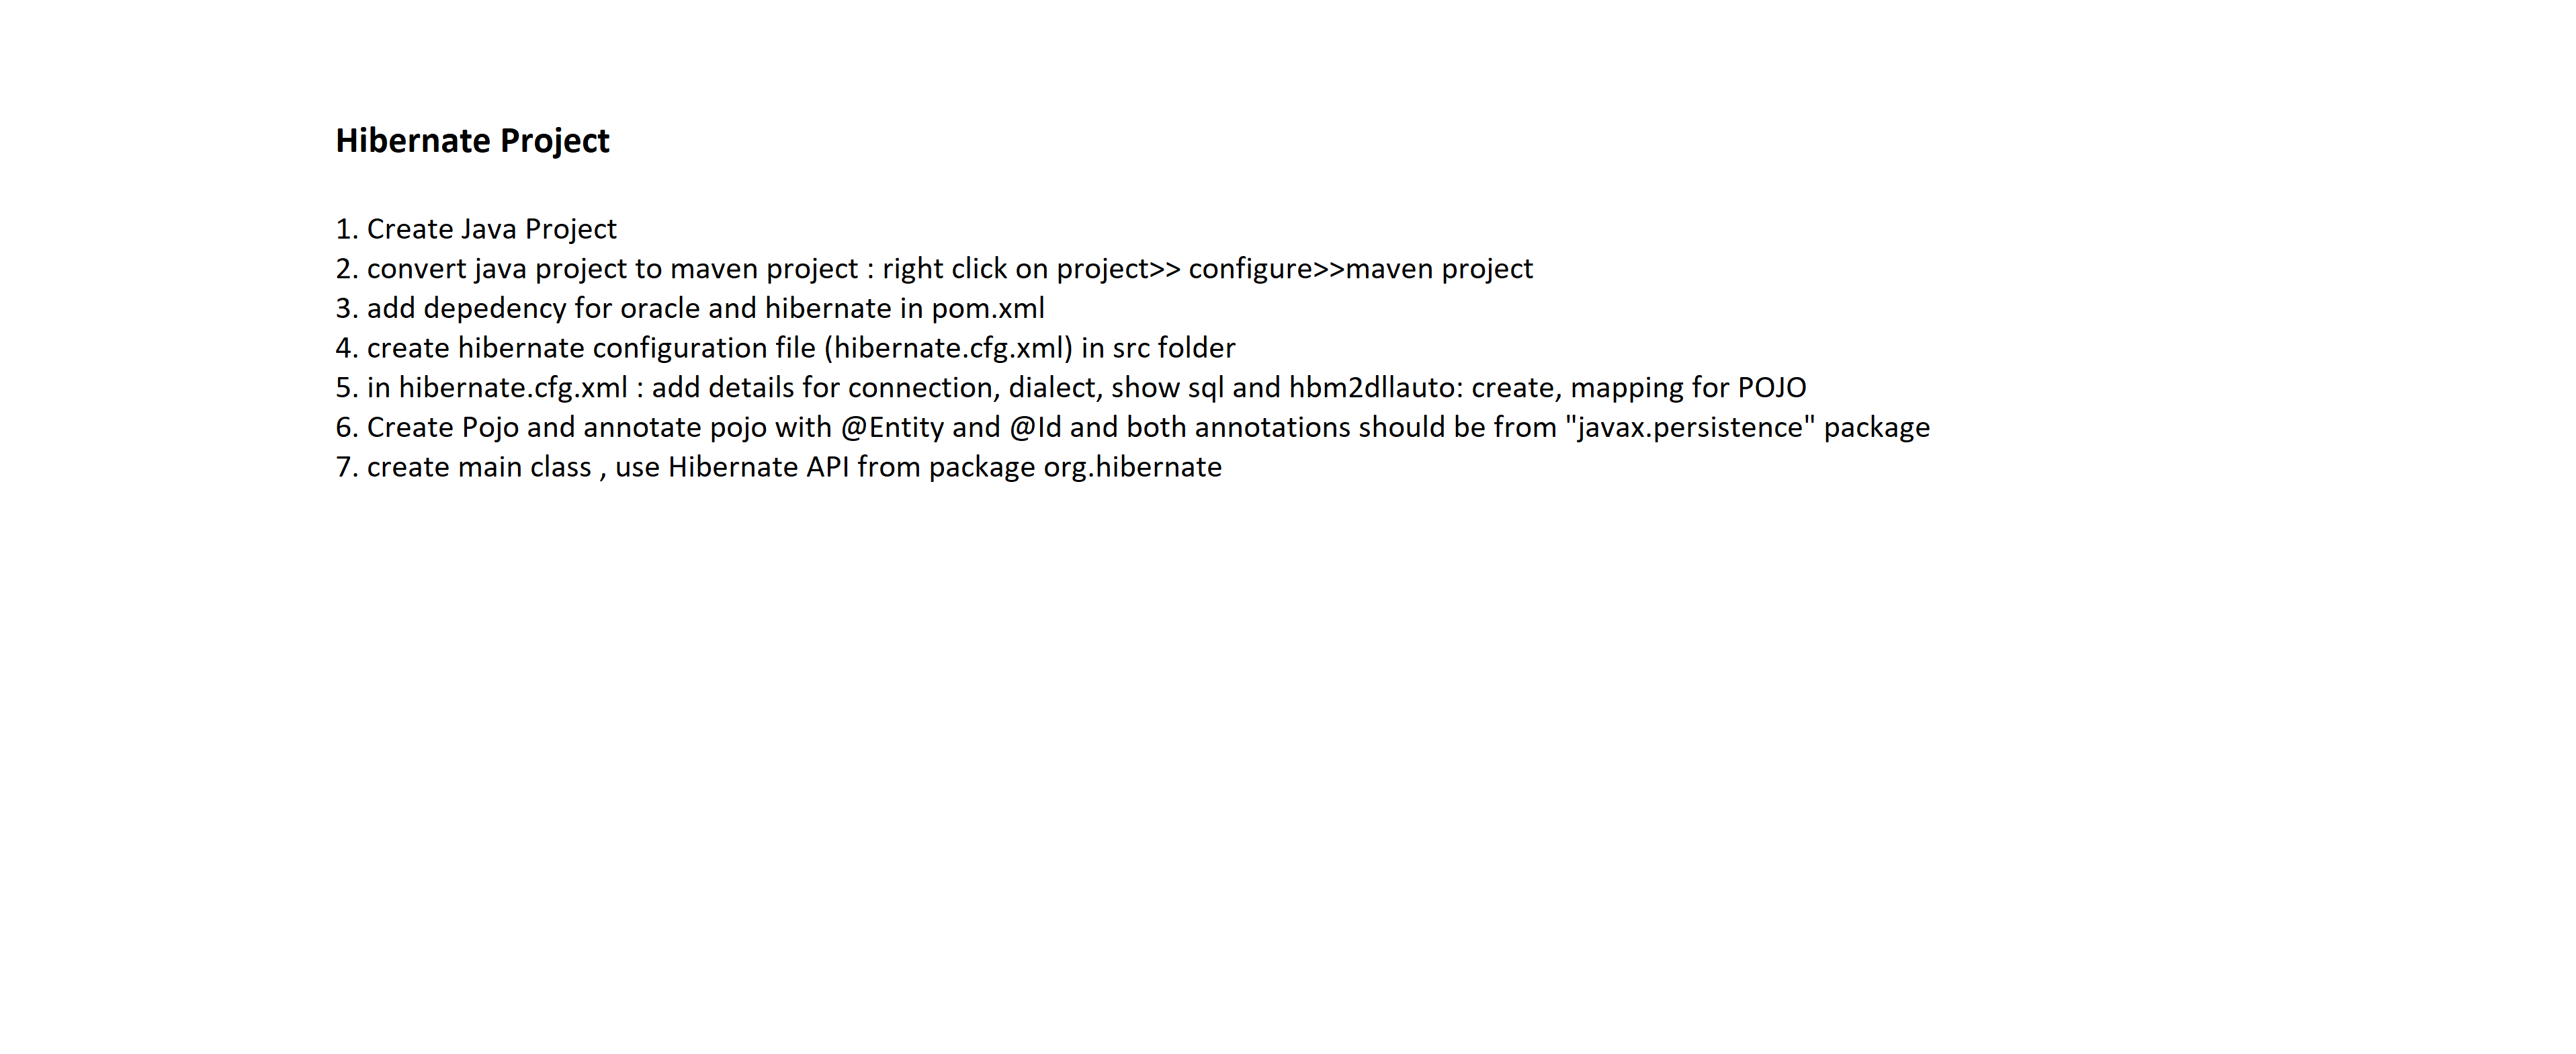 Hibernate Project
1. Create Java Project
2. convert java project to maven project : right click on project>> configure>>maven project
3. add depedency for oracle and hibernate in pom.xml
4. create hibernate configuration file (hibernate.cfg.xml) in src folder
5. in hibernate.cfg.xml : add details for connection, dialect, show sql and hbm2dllauto: create, mapping for POJO
6. Create Pojo and annotate pojo with @Entity and @Id and both annotations should be from "javax.persistence" package
7. create main class , use Hibernate API from package org.hibernate